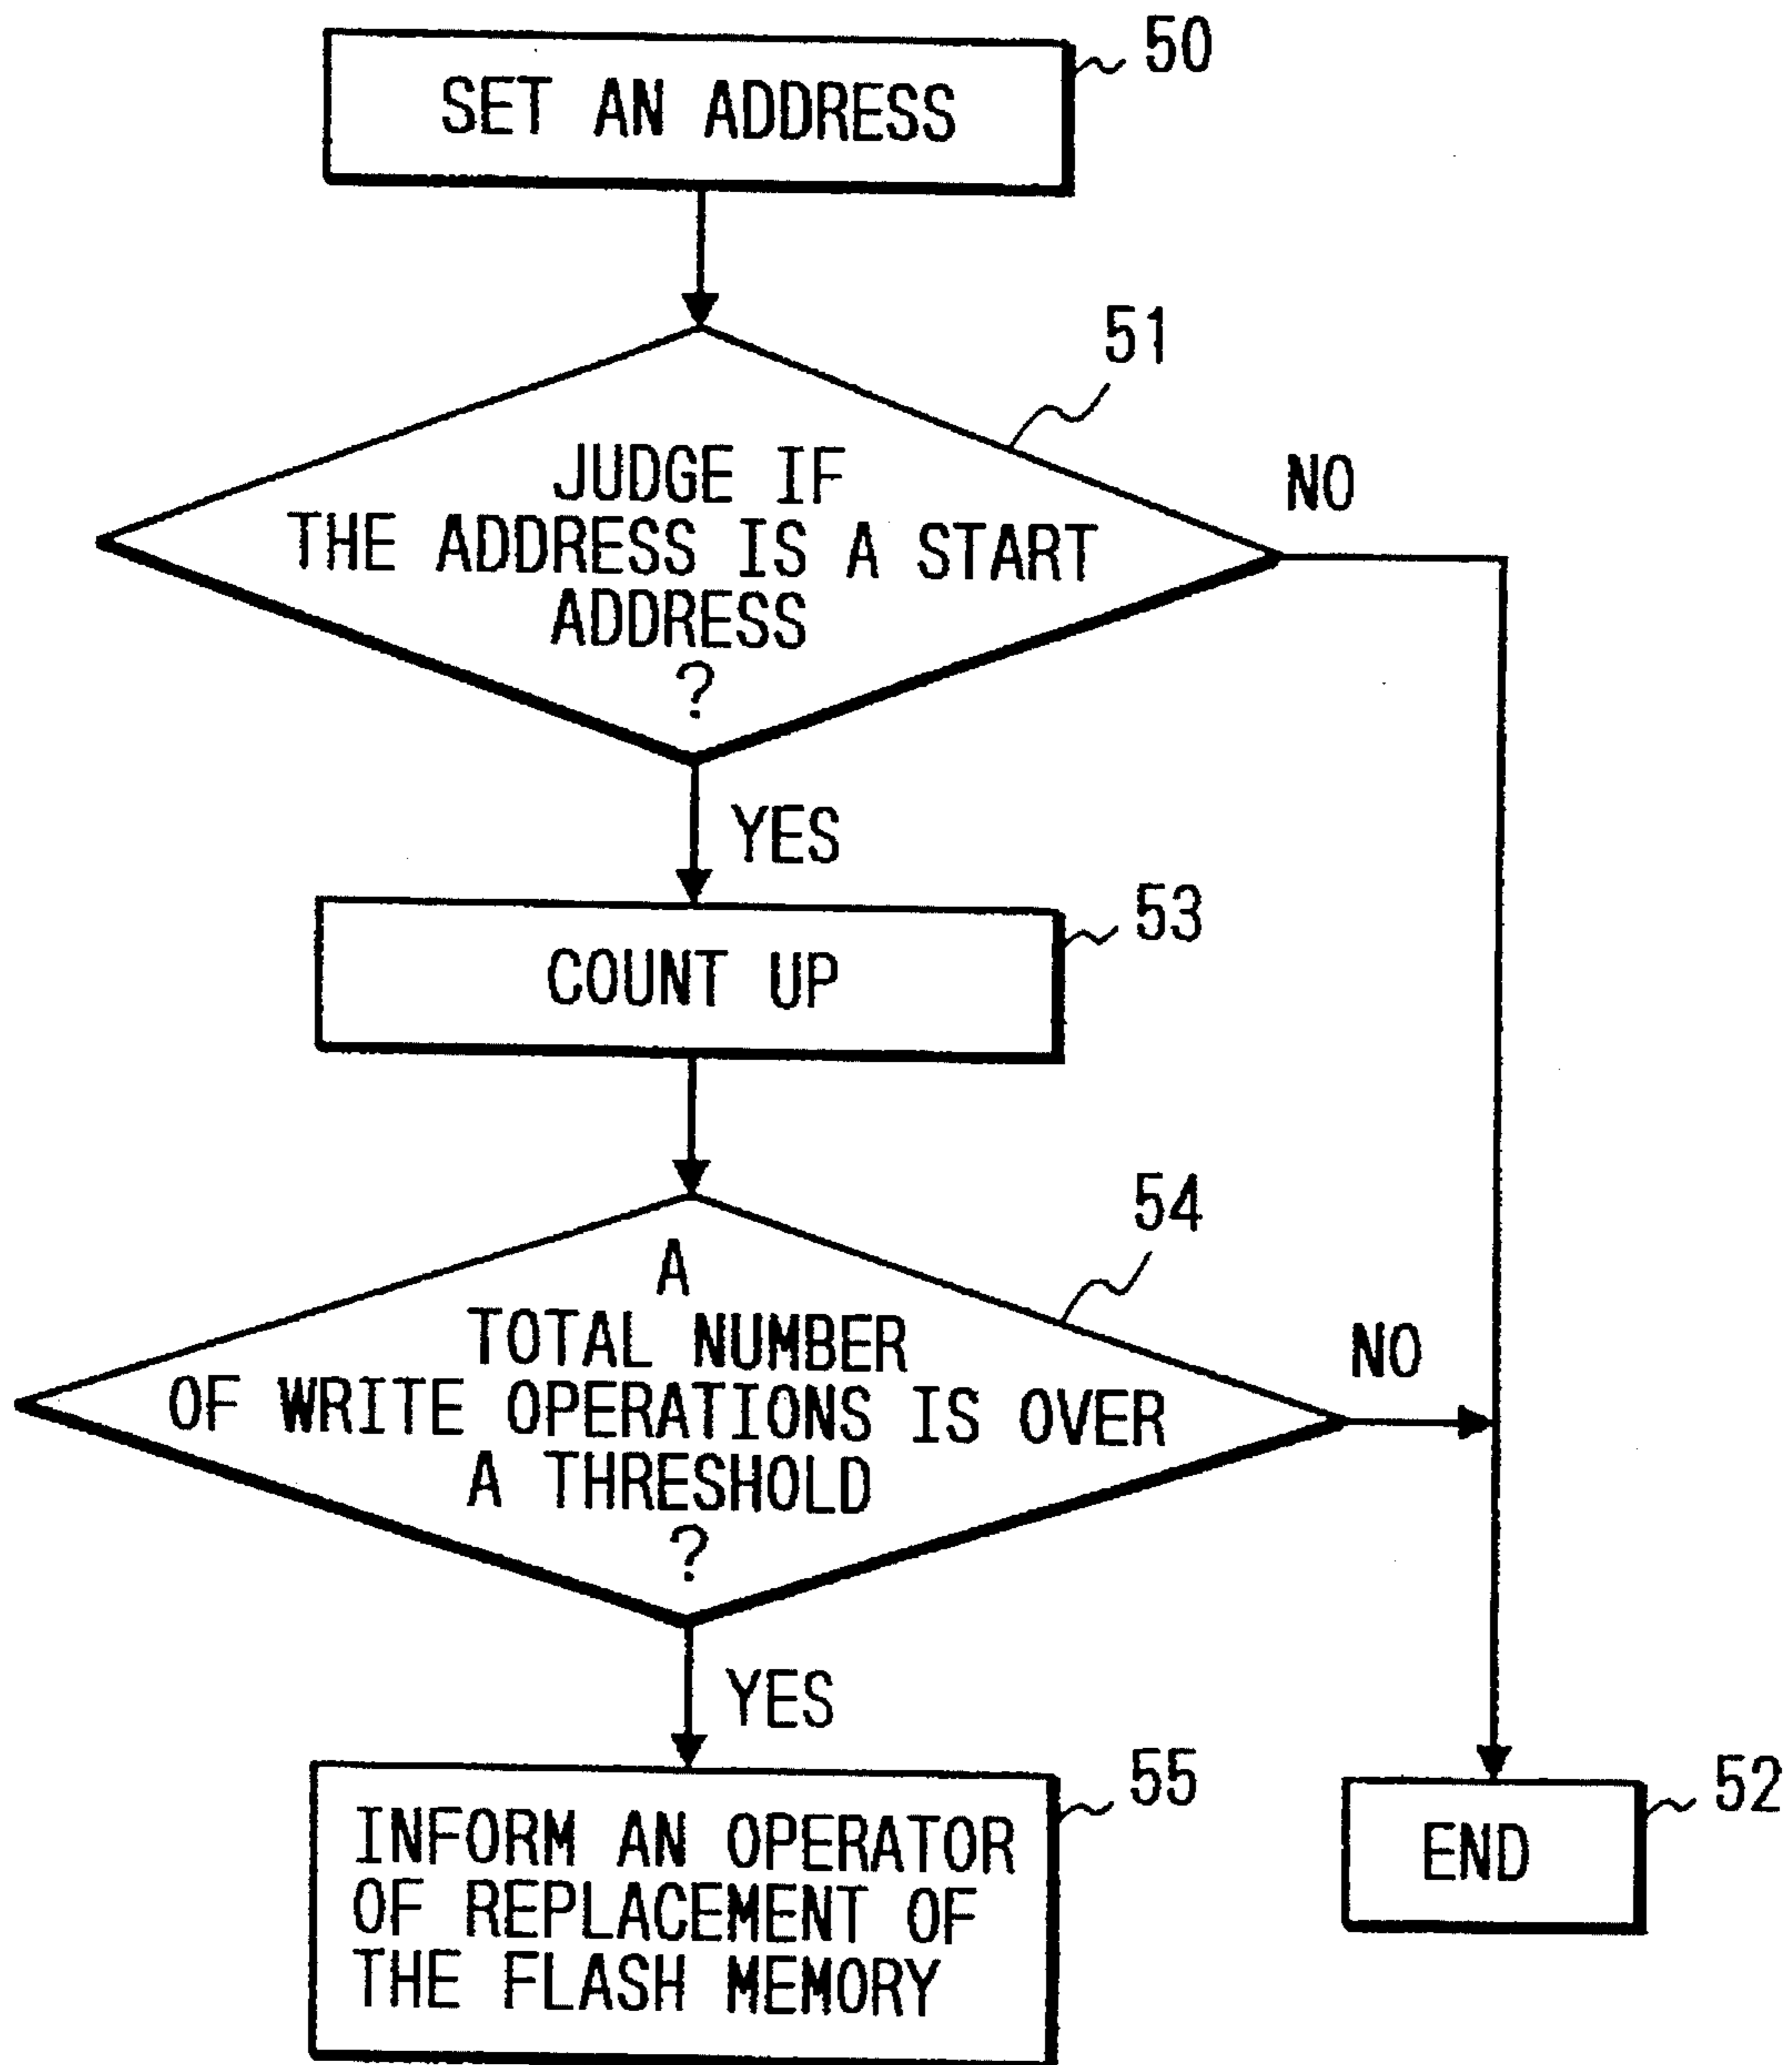 50
SET AN ADDRESS
51
JUDGE IF
THE ADDRESS IS A START
ADDRESS
?
NO
YES
53
COUNT UP
54
A
TOTAL NUMBER
OF WRITE OPERATIONS IS OVER
A THRESHOLD
?
NO
YES
55
INFORM AN OPERATOR
OF REPLACEMENT OF
THE FLASH MEMORY
52
END